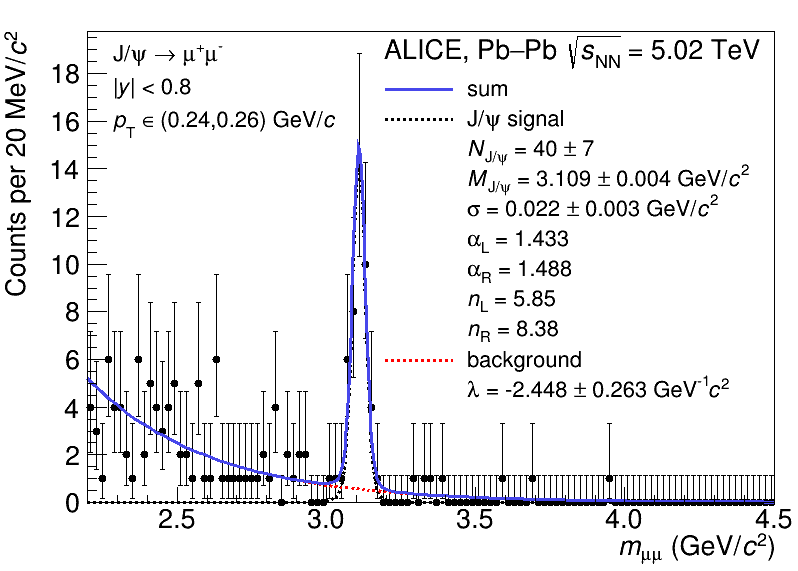 J/ψ → μ⁺μ⁻
|y| < 0.8
p_T ∈ (0.24,0.26) GeV/c
ALICE, Pb–Pb √s_NN = 5.02 TeV
sum
J/ψ signal
N_J/ψ = 40 ± 7
M_J/ψ = 3.109 ± 0.004 GeV/c²
σ = 0.022 ± 0.003 GeV/c²
α_L = 1.433
α_R = 1.488
n_L = 5.85
n_R = 8.38
background
λ = -2.448 ± 0.263 GeV⁻¹c²
Counts per 20 MeV/c²
18
16
14
12
10
8
6
4
2
0
2.5 3.0 3.5 4.0 4.5
m_μμ (GeV/c²)